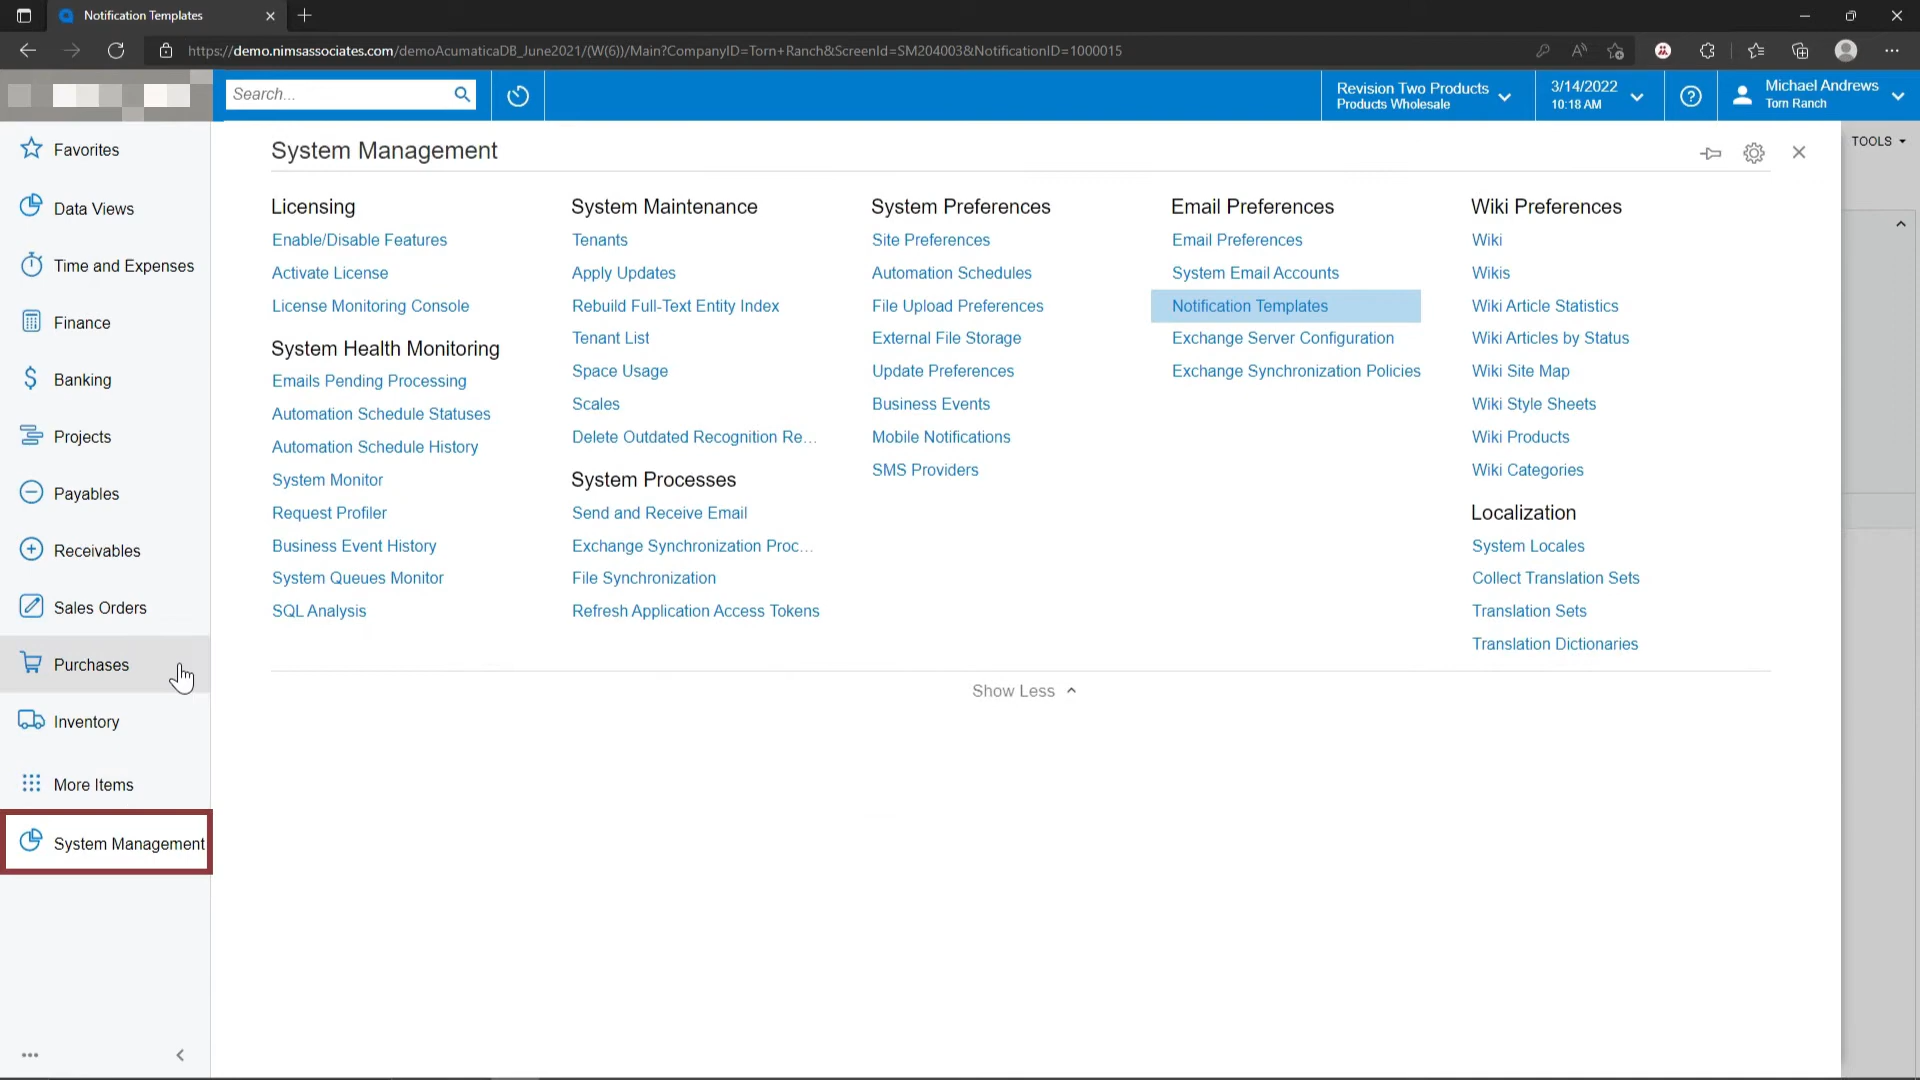 Notification Templates
https://demo.nimsassociates.com/demoAcumaticaDB_June2021/(W(6))/Main?CompanyID=Torn+Ranch&ScreenId=SM204003&NotificationID=1000015
Search...
Revision Two Products
Products Wholesale
3/14/2022
10:18 AM
Michael Andrews
Torn Ranch
TOOLS
Favorites
Data Views
Time and Expenses
Finance
Banking
Projects
Payables
Receivables
Sales Orders
Purchases
Inventory
More Items
System Management
System Management
Licensing
Enable/Disable Features
Activate License
License Monitoring Console
System Health Monitoring
Emails Pending Processing
Automation Schedule Statuses
Automation Schedule History
System Monitor
Request Profiler
Business Event History
System Queues Monitor
SQL Analysis
System Maintenance
Tenants
Apply Updates
Rebuild Full-Text Entity Index
Tenant List
Space Usage
Scales
Delete Outdated Recognition Re...
System Processes
Send and Receive Email
Exchange Synchronization Proc...
File Synchronization
Refresh Application Access Tokens
System Preferences
Site Preferences
Automation Schedules
File Upload Preferences
External File Storage
Update Preferences
Business Events
Mobile Notifications
SMS Providers
Email Preferences
Email Preferences
System Email Accounts
Notification Templates
Exchange Server Configuration
Exchange Synchronization Policies
Wiki Preferences
Wiki
Wikis
Wiki Article Statistics
Wiki Articles by Status
Wiki Site Map
Wiki Style Sheets
Wiki Products
Wiki Categories
Localization
System Locales
Collect Translation Sets
Translation Sets
Translation Dictionaries
Show Less